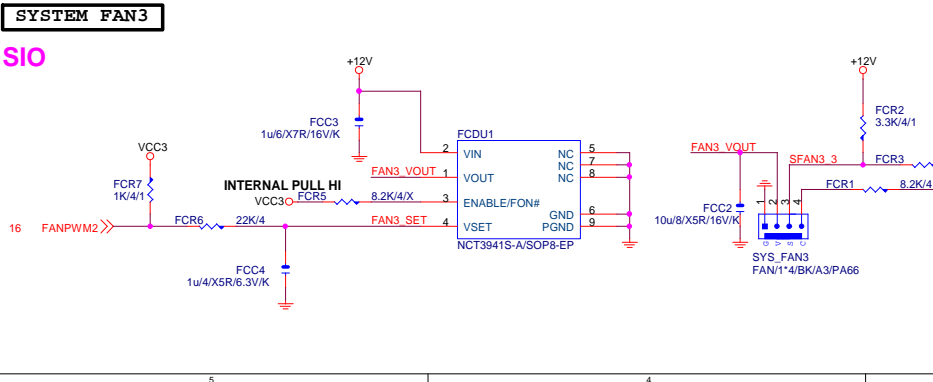 SYSTEM FAN3
SIO
+12V
FCC3
1u/6/X7R/16V/K
VCC3
FCR7
1K/4/1
INTERNAL PULL HI
VCC3
FCR5
8.2K/4/X
FAN3_VOUT
16
FANPWM2
FCR6
22K/4
FAN3_SET
FCC4
1u/4/X5R/6.3V/K
FCDU1
2
VIN
1
VOUT
3
ENABLE/FON#
4
VSET
NC
5
NC
7
NC
8
GND
6
PGND
9
NCT3941S-A/SOP8-EP
+12V
FCR2
3.3K/4/1
FAN3_VOUT
SFAN3_3
FCR3
FCR1
8.2K/4
FCC2
10u/8/X5R/16V/K
1
2
3
4
G
V
S
C
SYS_FAN3
FAN/1*4/BK/A3/PA66
5
4